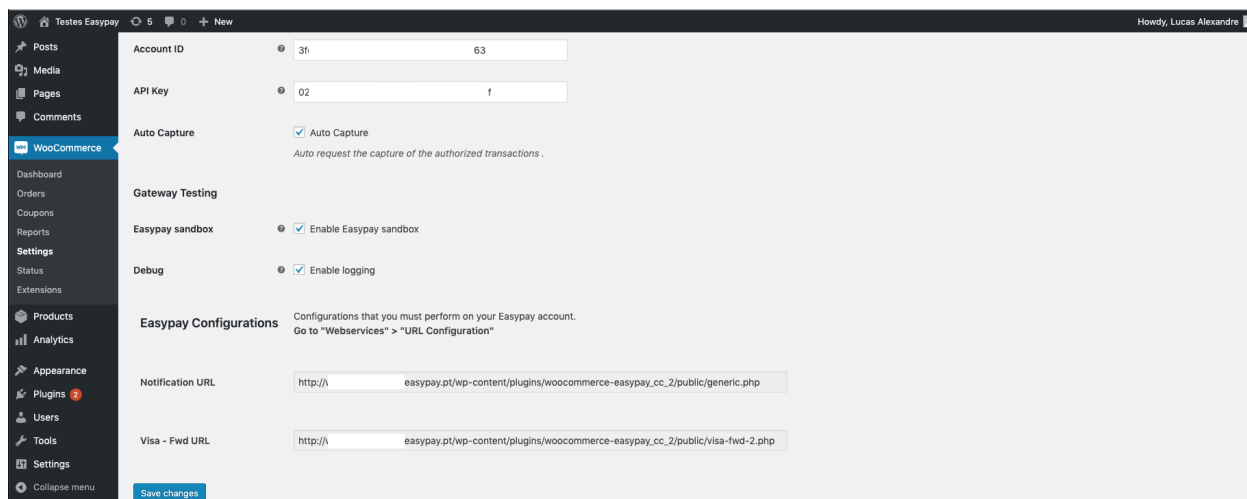 Testes Easypay 5 0 + New Howdy, Lucas Alexandre
Posts
Media
Pages
Comments
WooCommerce
Dashboard
Orders
Coupons
Reports
Settings
Status
Extensions
Products
Analytics
Appearance
Plugins 2
Users
Tools
Settings
Collapse menu
Account ID 63
API Key 02 f
Auto Capture Auto Capture
Auto request the capture of the authorized transactions .
Gateway Testing
Easypay sandbox Enable Easypay sandbox
Debug Enable logging
Easypay Configurations
Configurations that you must perform on your Easypay account.
Go to "Webservices" > "URL Configuration"
Notification URL http:// easypay.pt/wp-content/plugins/woocommerce-easypay_cc_2/public/generic.php
Visa - Fwd URL http:// easypay.pt/wp-content/plugins/woocommerce-easypay_cc_2/public/visa-fwd-2.php
Save changes